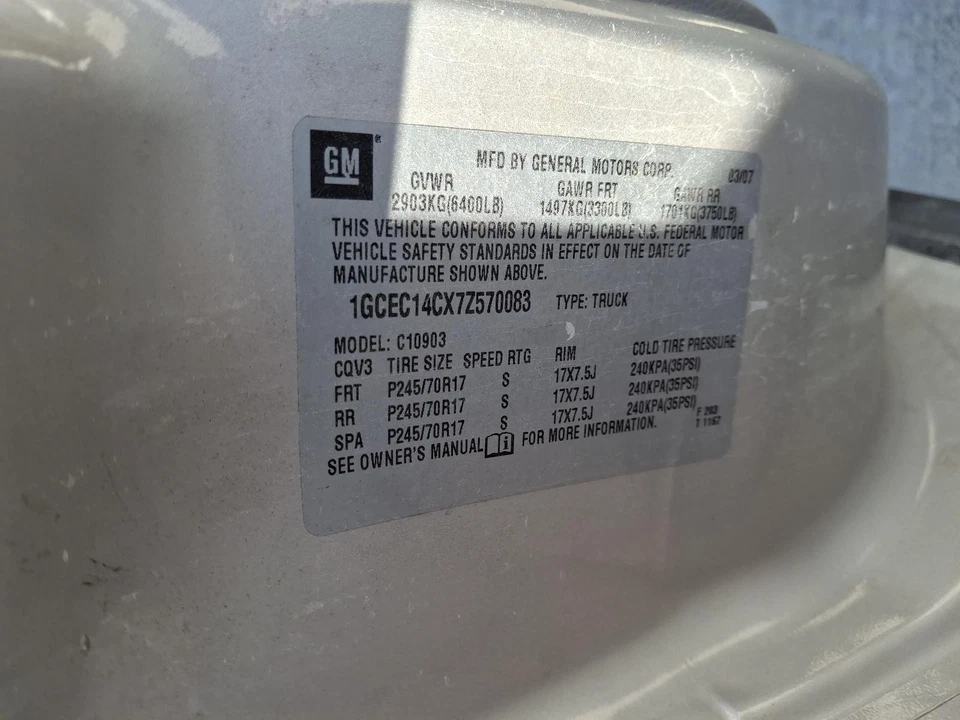 GM ®
MFD BY GENERAL MOTORS CORP. 03/07
GVWR GAWR FRT GAWR RR
2903KG(6400LB) 1497KG(3300LB) 1701KG(3750LB)
THIS VEHICLE CONFORMS TO ALL APPLICABLE U.S. FEDERAL MOTOR
VEHICLE SAFETY STANDARDS IN EFFECT ON THE DATE OF
MANUFACTURE SHOWN ABOVE.
1GCEC14CX7Z570083 TYPE: TRUCK
MODEL: C10903
CQV3 TIRE SIZE SPEED RTG RIM COLD TIRE PRESSURE
FRT P245/70R17 S 17X7.5J 240KPA(35PSI)
RR P245/70R17 S 17X7.5J 240KPA(35PSI)
SPA P245/70R17 S 17X7.5J 240KPA(35PSI)
F 293
T 1167
SEE OWNER'S MANUAL i FOR MORE INFORMATION.